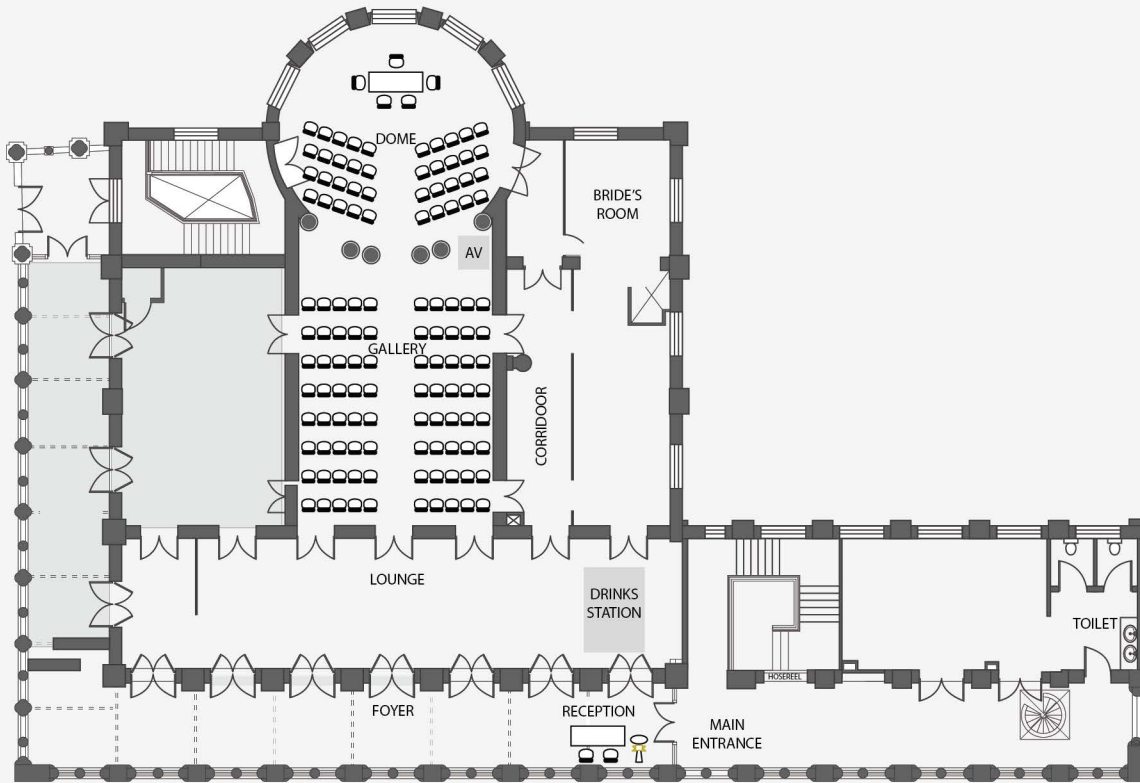 DOME
BRIDE'S
ROOM
AV
GALLERY
CORRIDOOR
LOUNGE
DRINKS
STATION
TOILET
HOSEREEL
FOYER
RECEPTION
MAIN
ENTRANCE